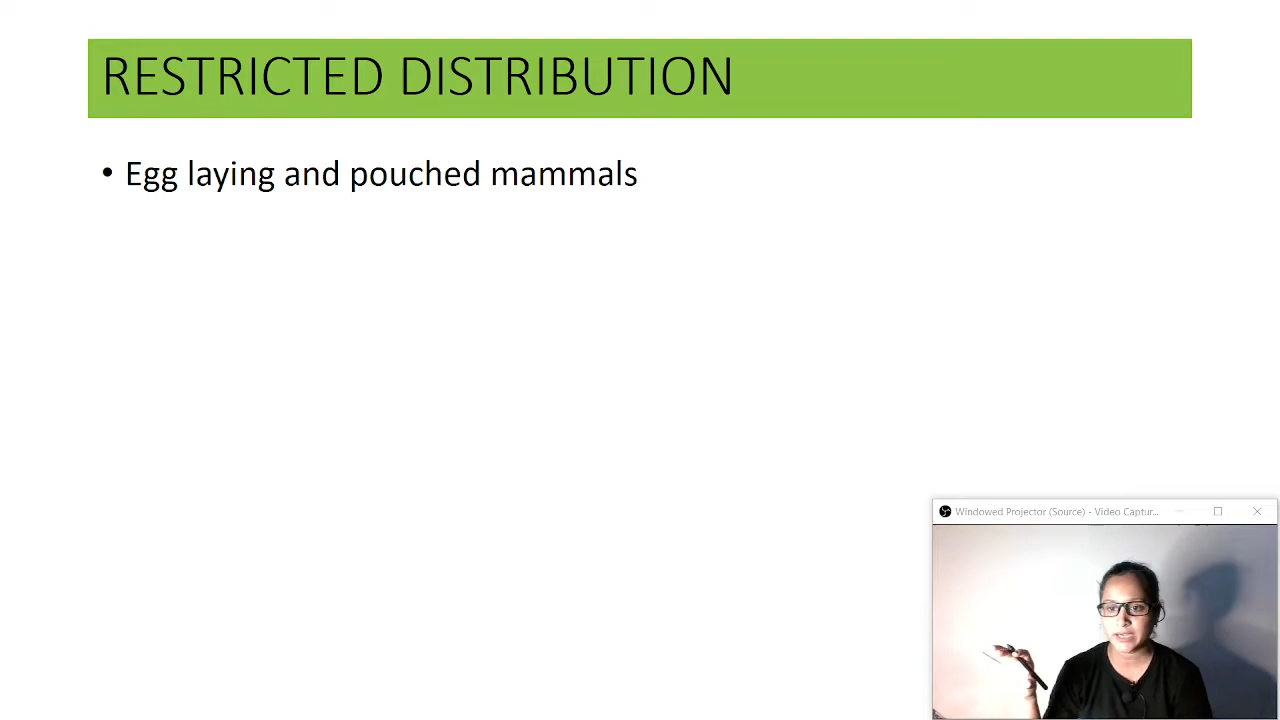 RESTRICTED DISTRIBUTION
• Egg laying and pouched mammals
Windowed Projector (Source) - Video Captur...